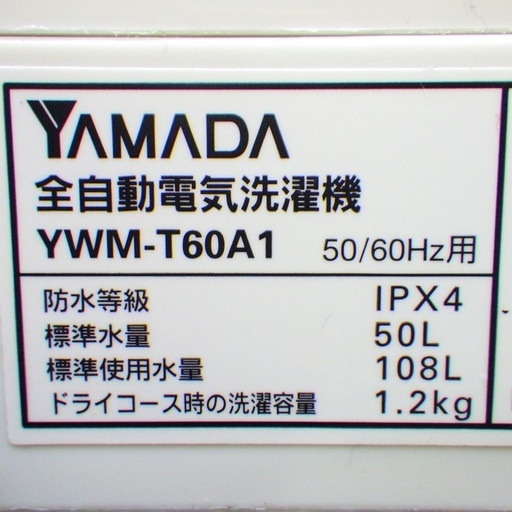 YAMADA
全自動電気洗濯機
YWM-T60A1 50/60Hz用
防水等級 IPX4
標準水量 50L
標準使用水量 108L
ドライコース時の洗濯容量 1.2kg